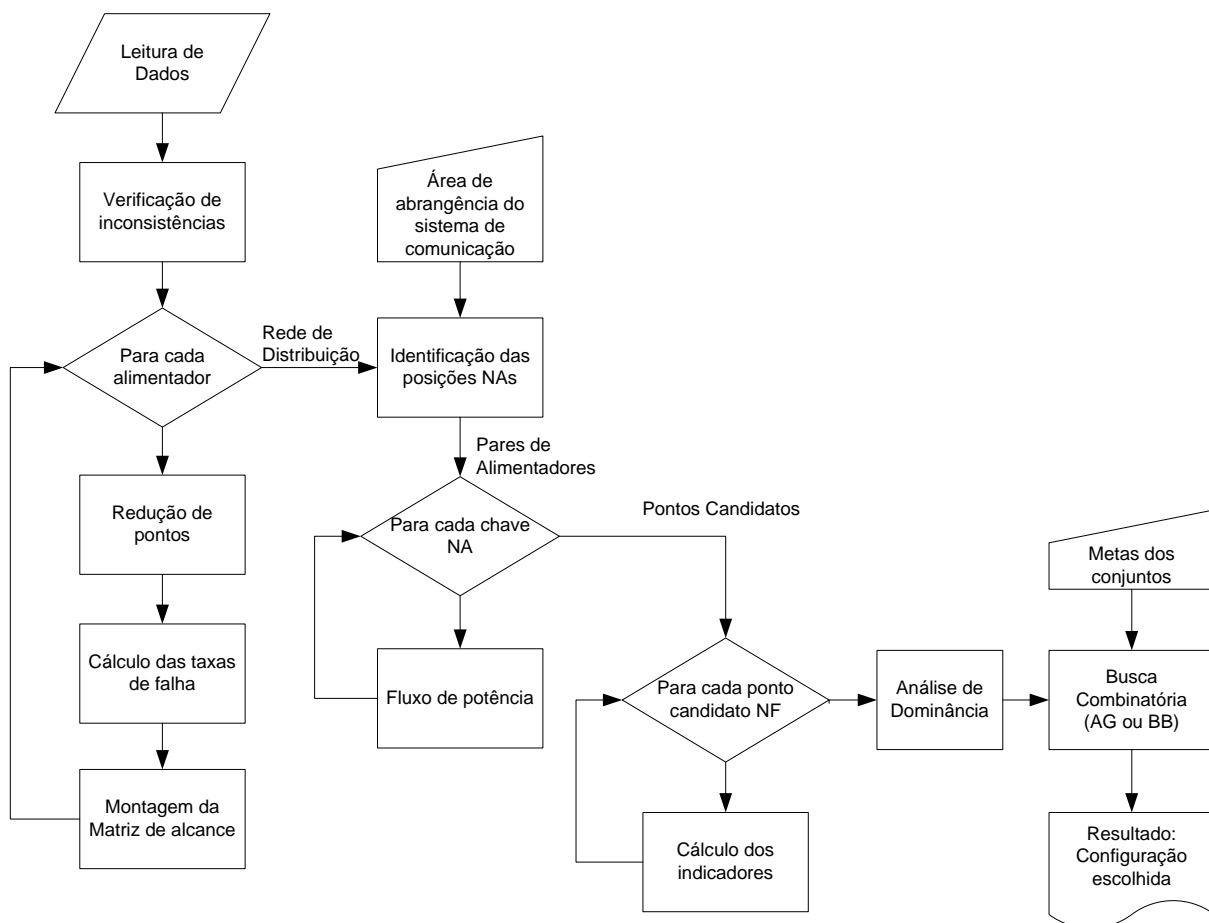 Leitura de
Dados
Verificação de
inconsistências
Área de
abrangência do
sistema de
comunicação
Para cada
alimentador
Rede de
Distribuição
Identificação das
posições NAs
Redução de
pontos
Pares de
Alimentadores
Para cada chave
NA
Pontos Candidatos
Cálculo das taxas
de falha
Fluxo de potência
Montagem da
Matriz de alcance
Para cada ponto
candidato NF
Cálculo dos
indicadores
Análise de
Dominância
Metas dos
conjuntos
Busca
Combinatória
(AG ou BB)
Resultado:
Configuração
escolhida